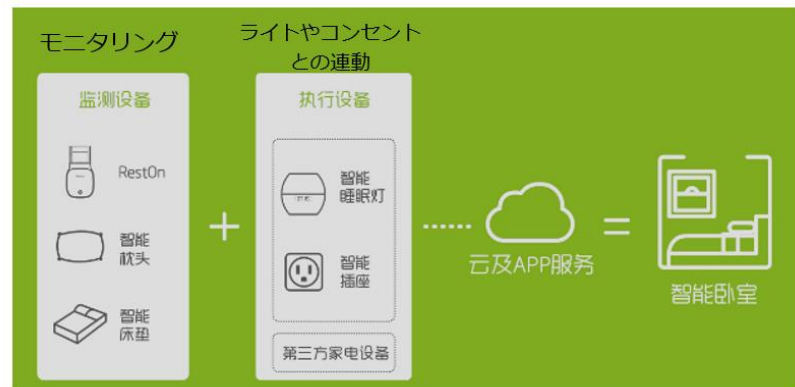 モニタリング
ライトやコンセント
との連動
监测设备
RestOn
智能
枕头
智能
床垫
+
执行设备
智能
睡眠灯
智能
插座
第三方家电设备
······
云及APP服务
=
智能卧室